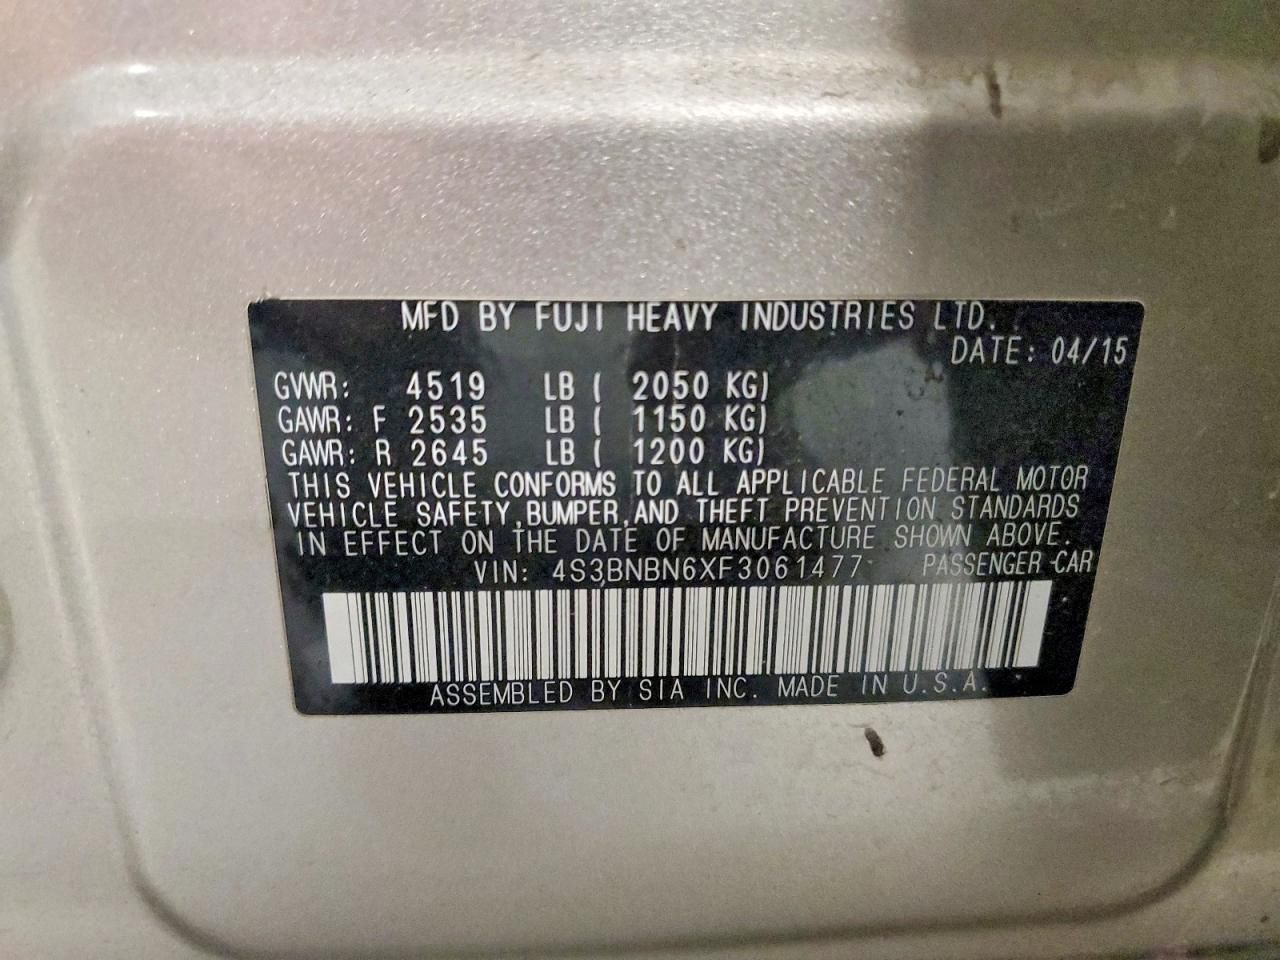 MFD BY FUJI HEAVY INDUSTRIES LTD.
DATE: 04/15
GVWR: 4519 LB ( 2050 KG)
GAWR: F 2535 LB ( 1150 KG)
GAWR: R 2645 LB ( 1200 KG)
THIS VEHICLE CONFORMS TO ALL APPLICABLE FEDERAL MOTOR
VEHICLE SAFETY,BUMPER,AND THEFT PREVENTION STANDARDS
IN EFFECT ON THE DATE OF MANUFACTURE SHOWN ABOVE.
VIN: 4S3BNBN6XF3061477 PASSENGER CAR
ASSEMBLED BY SIA INC. MADE IN U.S.A.